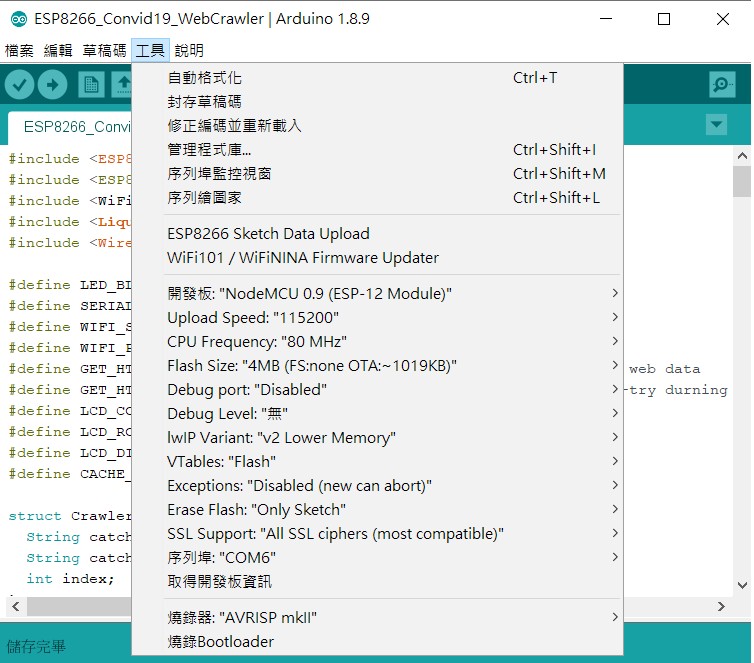 ESP8266_Convid19_WebCrawler | Arduino 1.8.9
檔案 編輯 草稿碼 工具 說明
ESP8266_Convi
自動格式化 Ctrl+T
封存草稿碼
修正編碼並重新載入
管理程式庫... Ctrl+Shift+I
序列埠監控視窗 Ctrl+Shift+M
序列繪圖家 Ctrl+Shift+L
ESP8266 Sketch Data Upload
WiFi101 / WiFiNINA Firmware Updater
開發板: "NodeMCU 0.9 (ESP-12 Module)"
Upload Speed: "115200"
CPU Frequency: "80 MHz"
Flash Size: "4MB (FS:none OTA:~1019KB)"
Debug port: "Disabled"
Debug Level: "無"
lwIP Variant: "v2 Lower Memory"
VTables: "Flash"
Exceptions: "Disabled (new can abort)"
Erase Flash: "Only Sketch"
SSL Support: "All SSL ciphers (most compatible)"
序列埠: "COM6"
取得開發板資訊
燒錄器: "AVRISP mkII"
燒錄Bootloader
#include <ESP8
#include <ESP8
#include <WiFi
#include <Liqu
#include <Wire
#define LED_BI
#define SERIAL
#define WIFI_S
#define WIFI_P
#define GET_HT web data
#define GET_HT -try durning
#define LCD_CO
#define LCD_RO
#define LCD_DI
#define CACHE_
struct Crawler
String catch
String catch
int index;
儲存完畢